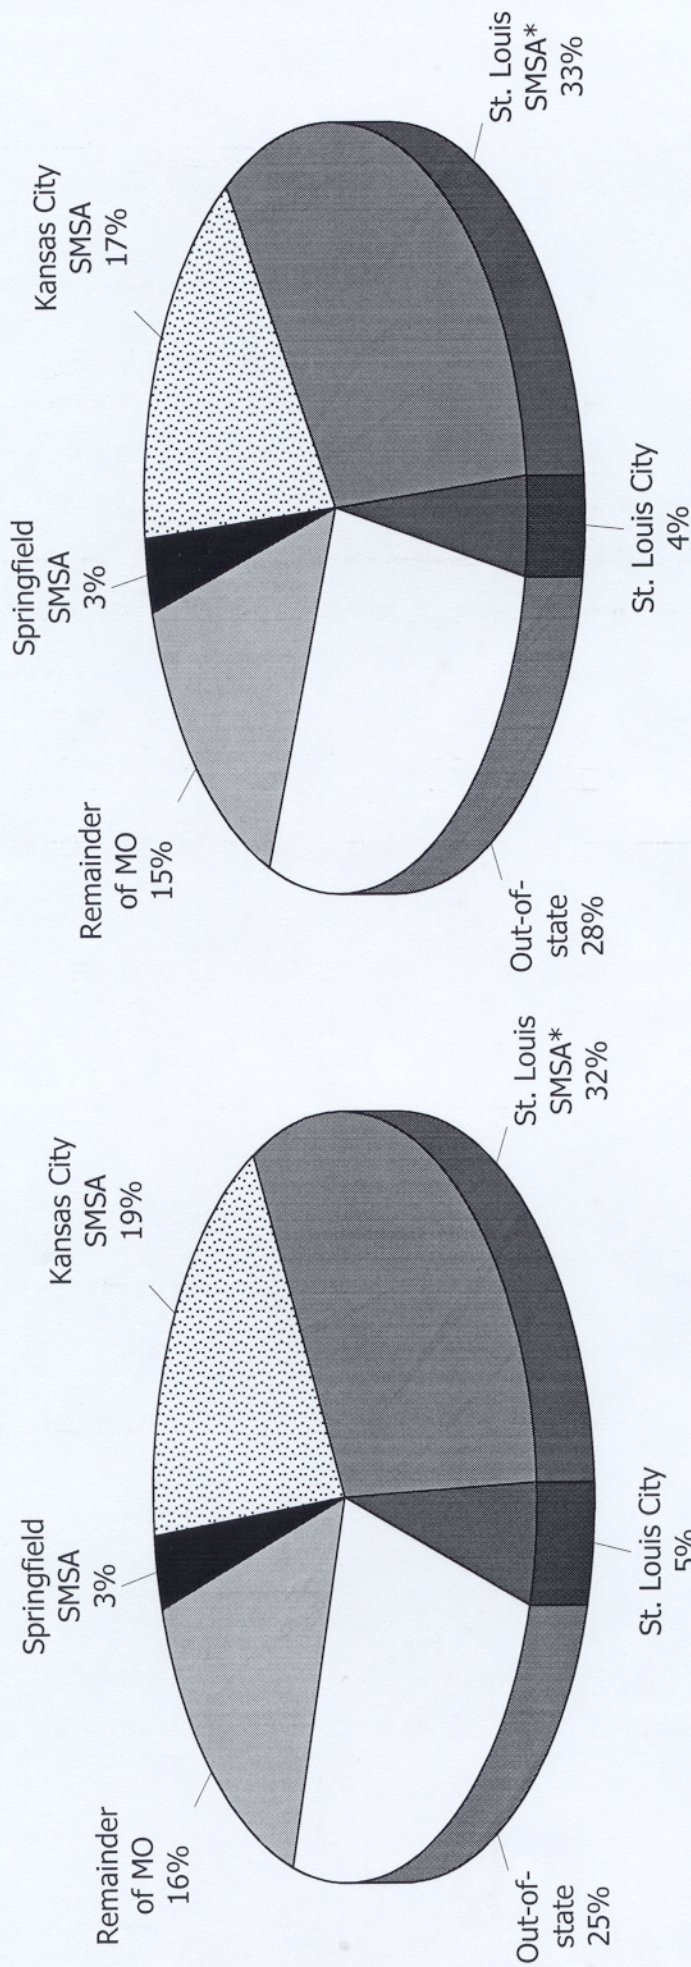 Springfield
SMSA
3%
Kansas City
SMSA
19%
Remainder
of MO
16%
St. Louis
SMSA*
32%
Out-of-
state
25%
St. Louis City
5%
Springfield
SMSA
3%
Kansas City
SMSA
17%
Remainder
of MO
15%
St. Louis
SMSA*
33%
Out-of-
state
28%
St. Louis City
4%